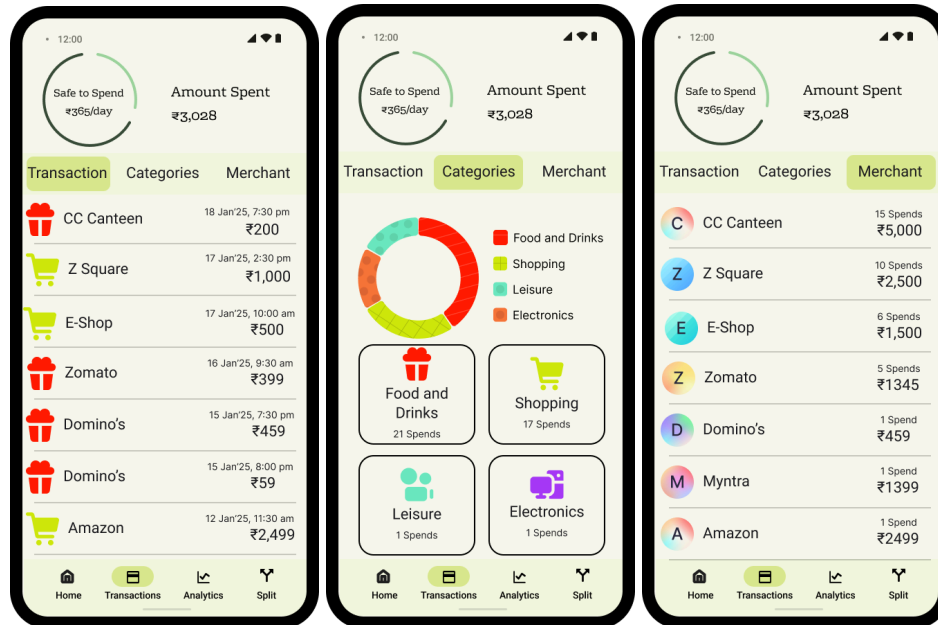 12:00
Safe to Spend
₹365/day
Amount Spent
₹3,028
Transaction
Categories
Merchant
CC Canteen
18 Jan'25, 7:30 pm
₹200
Z Square
17 Jan'25, 2:30 pm
₹1,000
E-Shop
17 Jan'25, 10:00 am
₹500
Zomato
16 Jan'25, 9:30 am
₹399
Domino's
15 Jan'25, 7:30 pm
₹459
Domino's
15 Jan'25, 8:00 pm
₹59
Amazon
12 Jan'25, 11:30 am
₹2,499
Home
Transactions
Analytics
Split
12:00
Safe to Spend
₹365/day
Amount Spent
₹3,028
Transaction
Categories
Merchant
Food and Drinks
Shopping
Leisure
Electronics
Food and
Drinks
21 Spends
Shopping
17 Spends
Leisure
1 Spends
Electronics
1 Spends
Home
Transactions
Analytics
Split
12:00
Safe to Spend
₹365/day
Amount Spent
₹3,028
Transaction
Categories
Merchant
C
CC Canteen
15 Spends
₹5,000
Z
Z Square
10 Spends
₹2,500
E
E-Shop
6 Spends
₹1,500
Z
Zomato
5 Spends
₹1345
D
Domino's
1 Spend
₹459
M
Myntra
1 Spend
₹1399
A
Amazon
1 Spend
₹2499
Home
Transactions
Analytics
Split